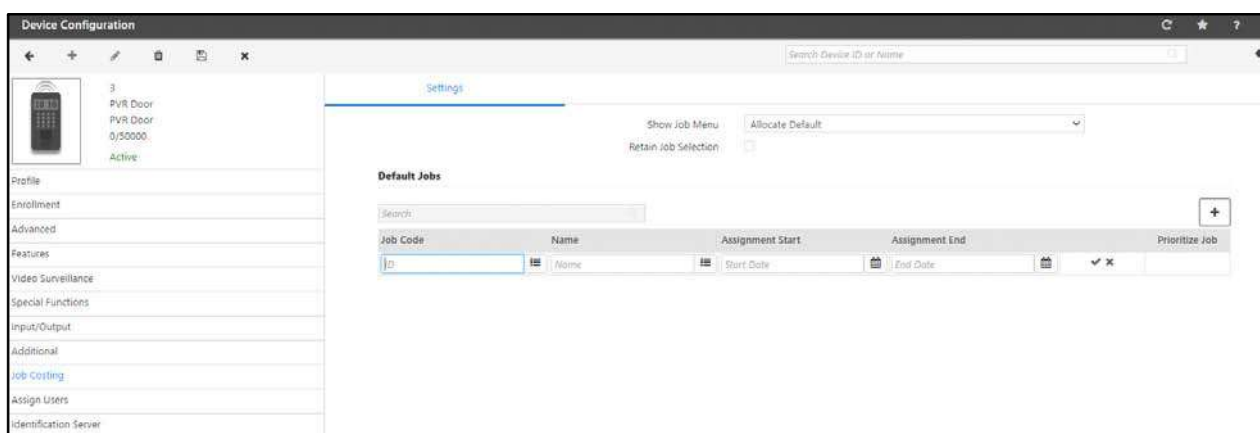 Device Configuration
?
Search Device ID or Name
3
PVR Door
PVR Door
0/50000
Active
Settings
Show Job Menu Allocate Default
Retain Job Selection
Profile
Enrollment
Advanced
Features
Video Surveillance
Special Functions
Input/Output
Additional
Job Costing
Assign Users
Identification Server
Default Jobs
Search
Job Code Name Assignment Start Assignment End Prioritize Job
ID Name Start Date End Date